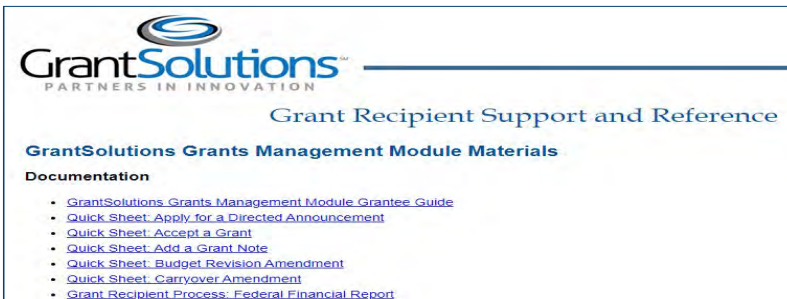 GrantSolutions
PARTNERS IN INNOVATION
Grant Recipient Support and Reference
GrantSolutions Grants Management Module Materials
Documentation
GrantSolutions Grants Management Module Grantee Guide
Quick Sheet: Apply for a Directed Announcement
Quick Sheet: Accept a Grant
Quick Sheet: Add a Grant Note
Quick Sheet: Budget Revision Amendment
Quick Sheet: Carryover Amendment
Grant Recipient Process: Federal Financial Report